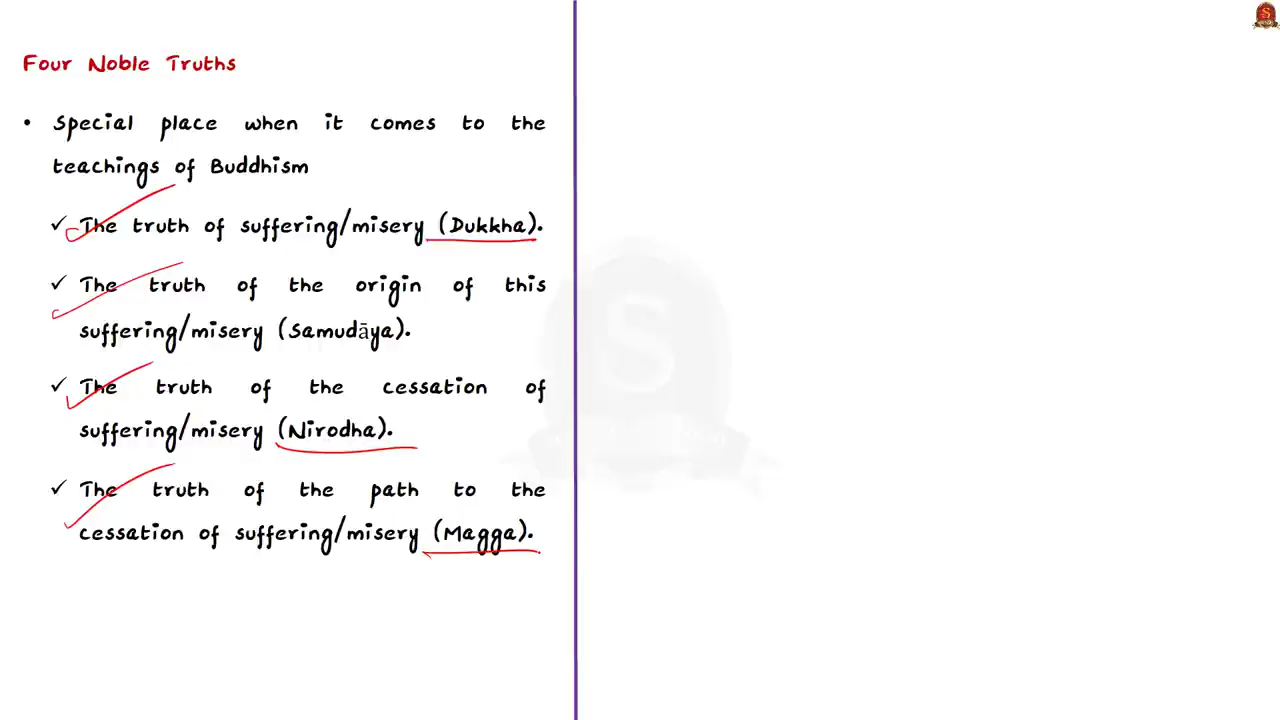 Four Noble Truths
• Special place when it comes to the
teachings of Buddhism
✓ The truth of suffering/misery (Dukkha).
✓ The truth of the origin of this
suffering/misery (Samudāya).
✓ The truth of the cessation of
suffering/misery (Nirodha).
✓ The truth of the path to the
cessation of suffering/misery (Magga).
S